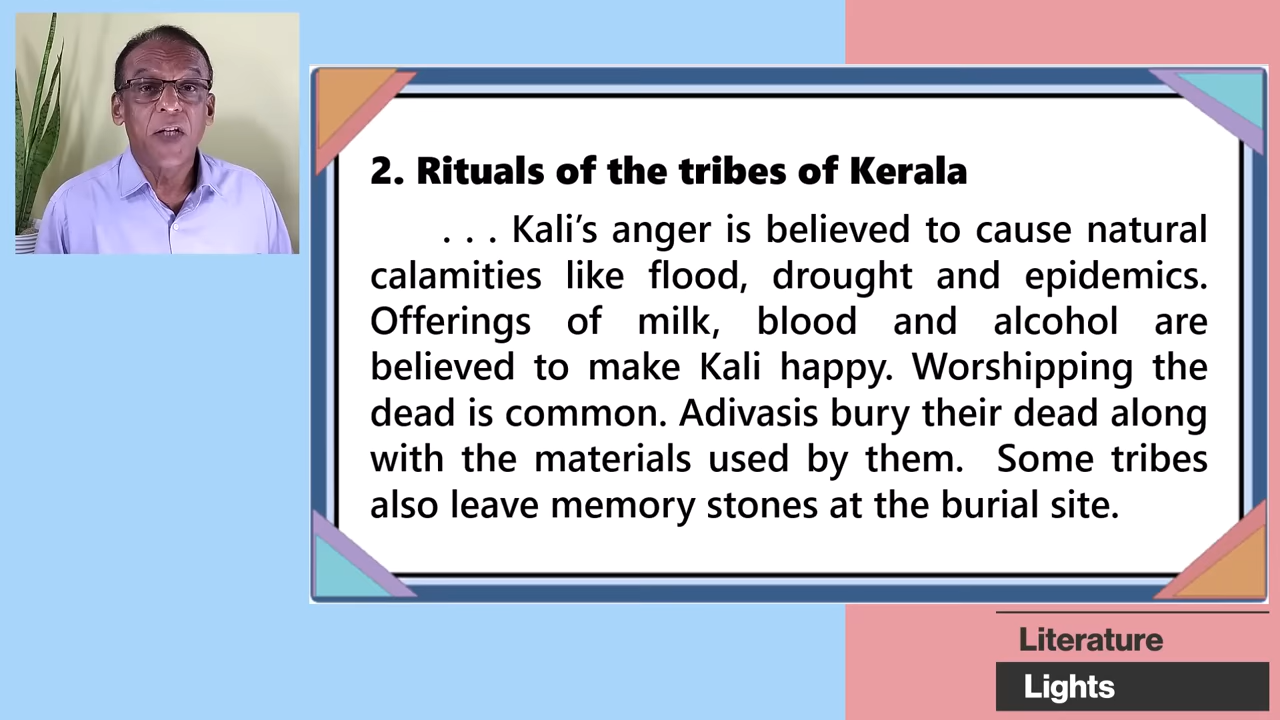 2. Rituals of the tribes of Kerala
. . . Kali’s anger is believed to cause natural
calamities like flood, drought and epidemics.
Offerings of milk, blood and alcohol are
believed to make Kali happy. Worshipping the
dead is common. Adivasis bury their dead along
with the materials used by them. Some tribes
also leave memory stones at the burial site.
Literature
Lights